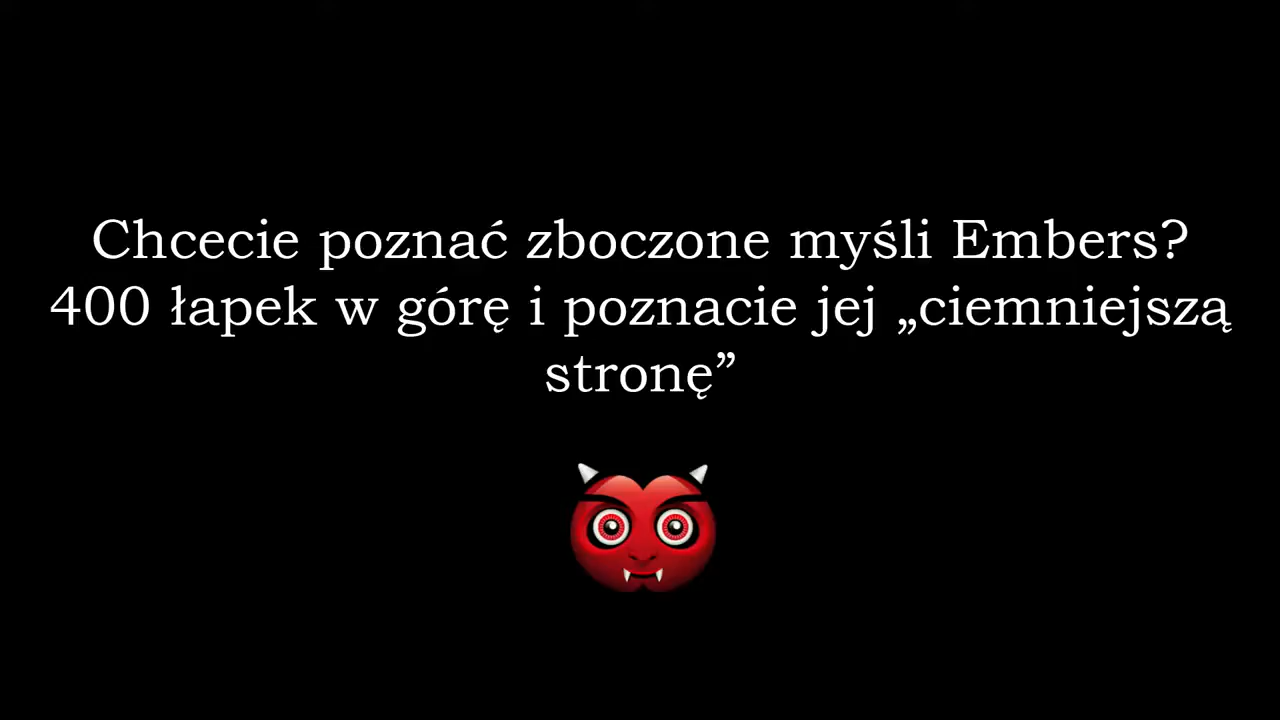 Chcecie poznać zboczone myśli Embers?
400 łapek w górę i poznacie jej „ciemniejszą
stronę”